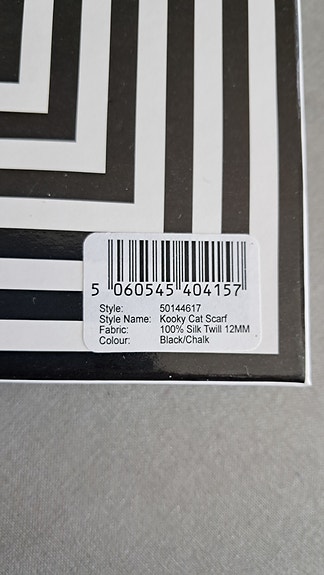 5 060545 404157
Style: 50144617
Style Name: Kooky Cat Scarf
Fabric: 100% Silk Twill 12MM
Colour: Black/Chalk